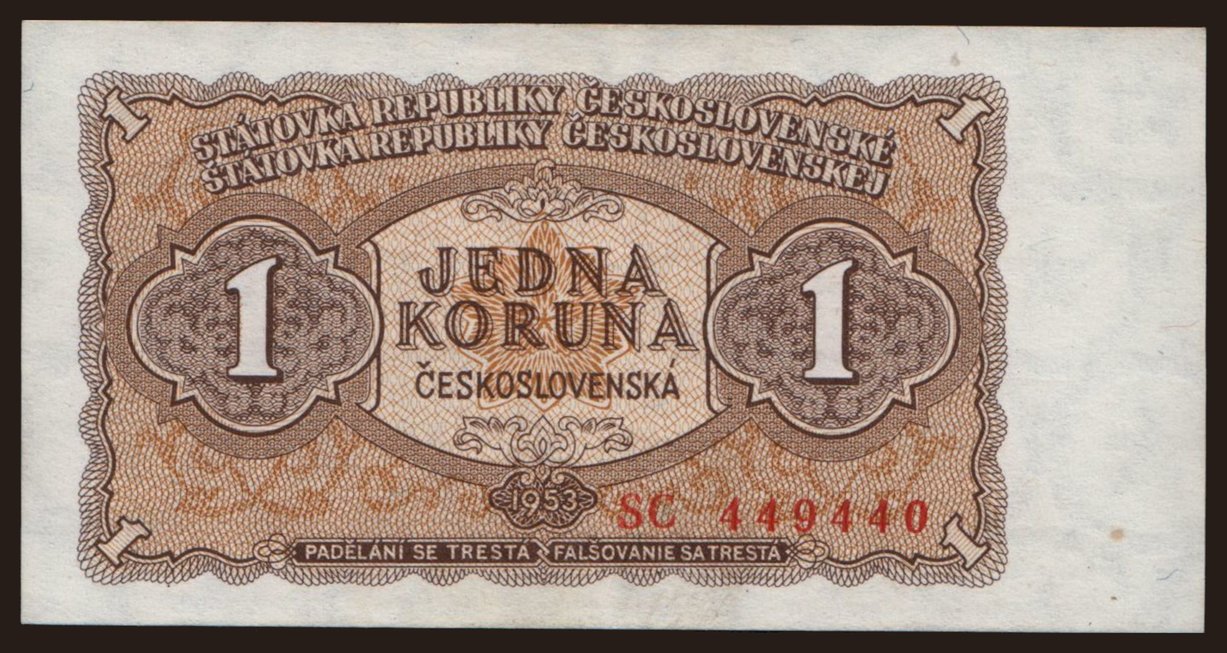 1 1
STÁTOVKA REPUBLIKY ČESKOSLOVENSKÉ
ŠTÁTOVKA REPUBLIKY ČESKOSLOVENSKEJ
1 JEDNA 1
KORUNA
ČESKOSLOVENSKÁ
1953
SC 449440
1 PADĚLÁNÍ SE TRESTÁ FALŠOVANIE SA TRESTÁ 1